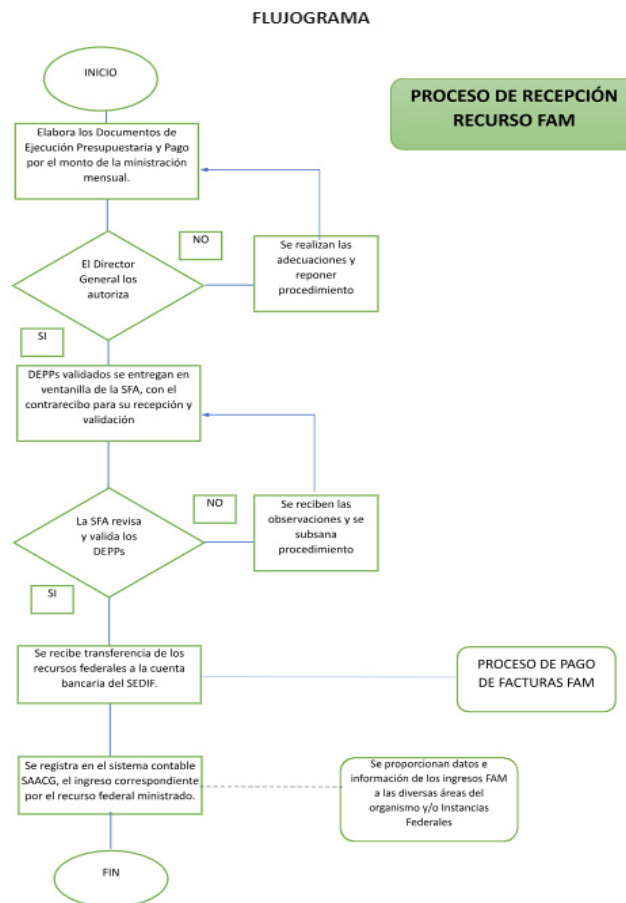 FLUJOGRAMA
INICIO
PROCESO DE RECEPCIÓN
RECURSO FAM
Elabora los Documentos de
Ejecución Presupuestaria y Pago
por el monto de la ministración
mensual.
NO
Se realizan las
adecuaciones y
reponer procedimiento
El Director
General los
autoriza
SI
DEPPs validados se entregan en
ventanilla de la SFA, con el
contrarecibo para su recepción y
validación
NO
Se reciben las
observaciones y se
subsana
procedimiento
La SFA revisa
y valida los
DEPPs
SI
Se recibe transferencia de los
recursos federales a la cuenta
bancaria del SEDIF.
PROCESO DE PAGO
DE FACTURAS FAM
Se registra en el sistema contable
SAACG, el ingreso correspondiente
por el recurso federal ministrado.
Se proporcionan datos e
información de los ingresos FAM
a las diversas áreas del
organismo y/o Instancias
Federales
FIN